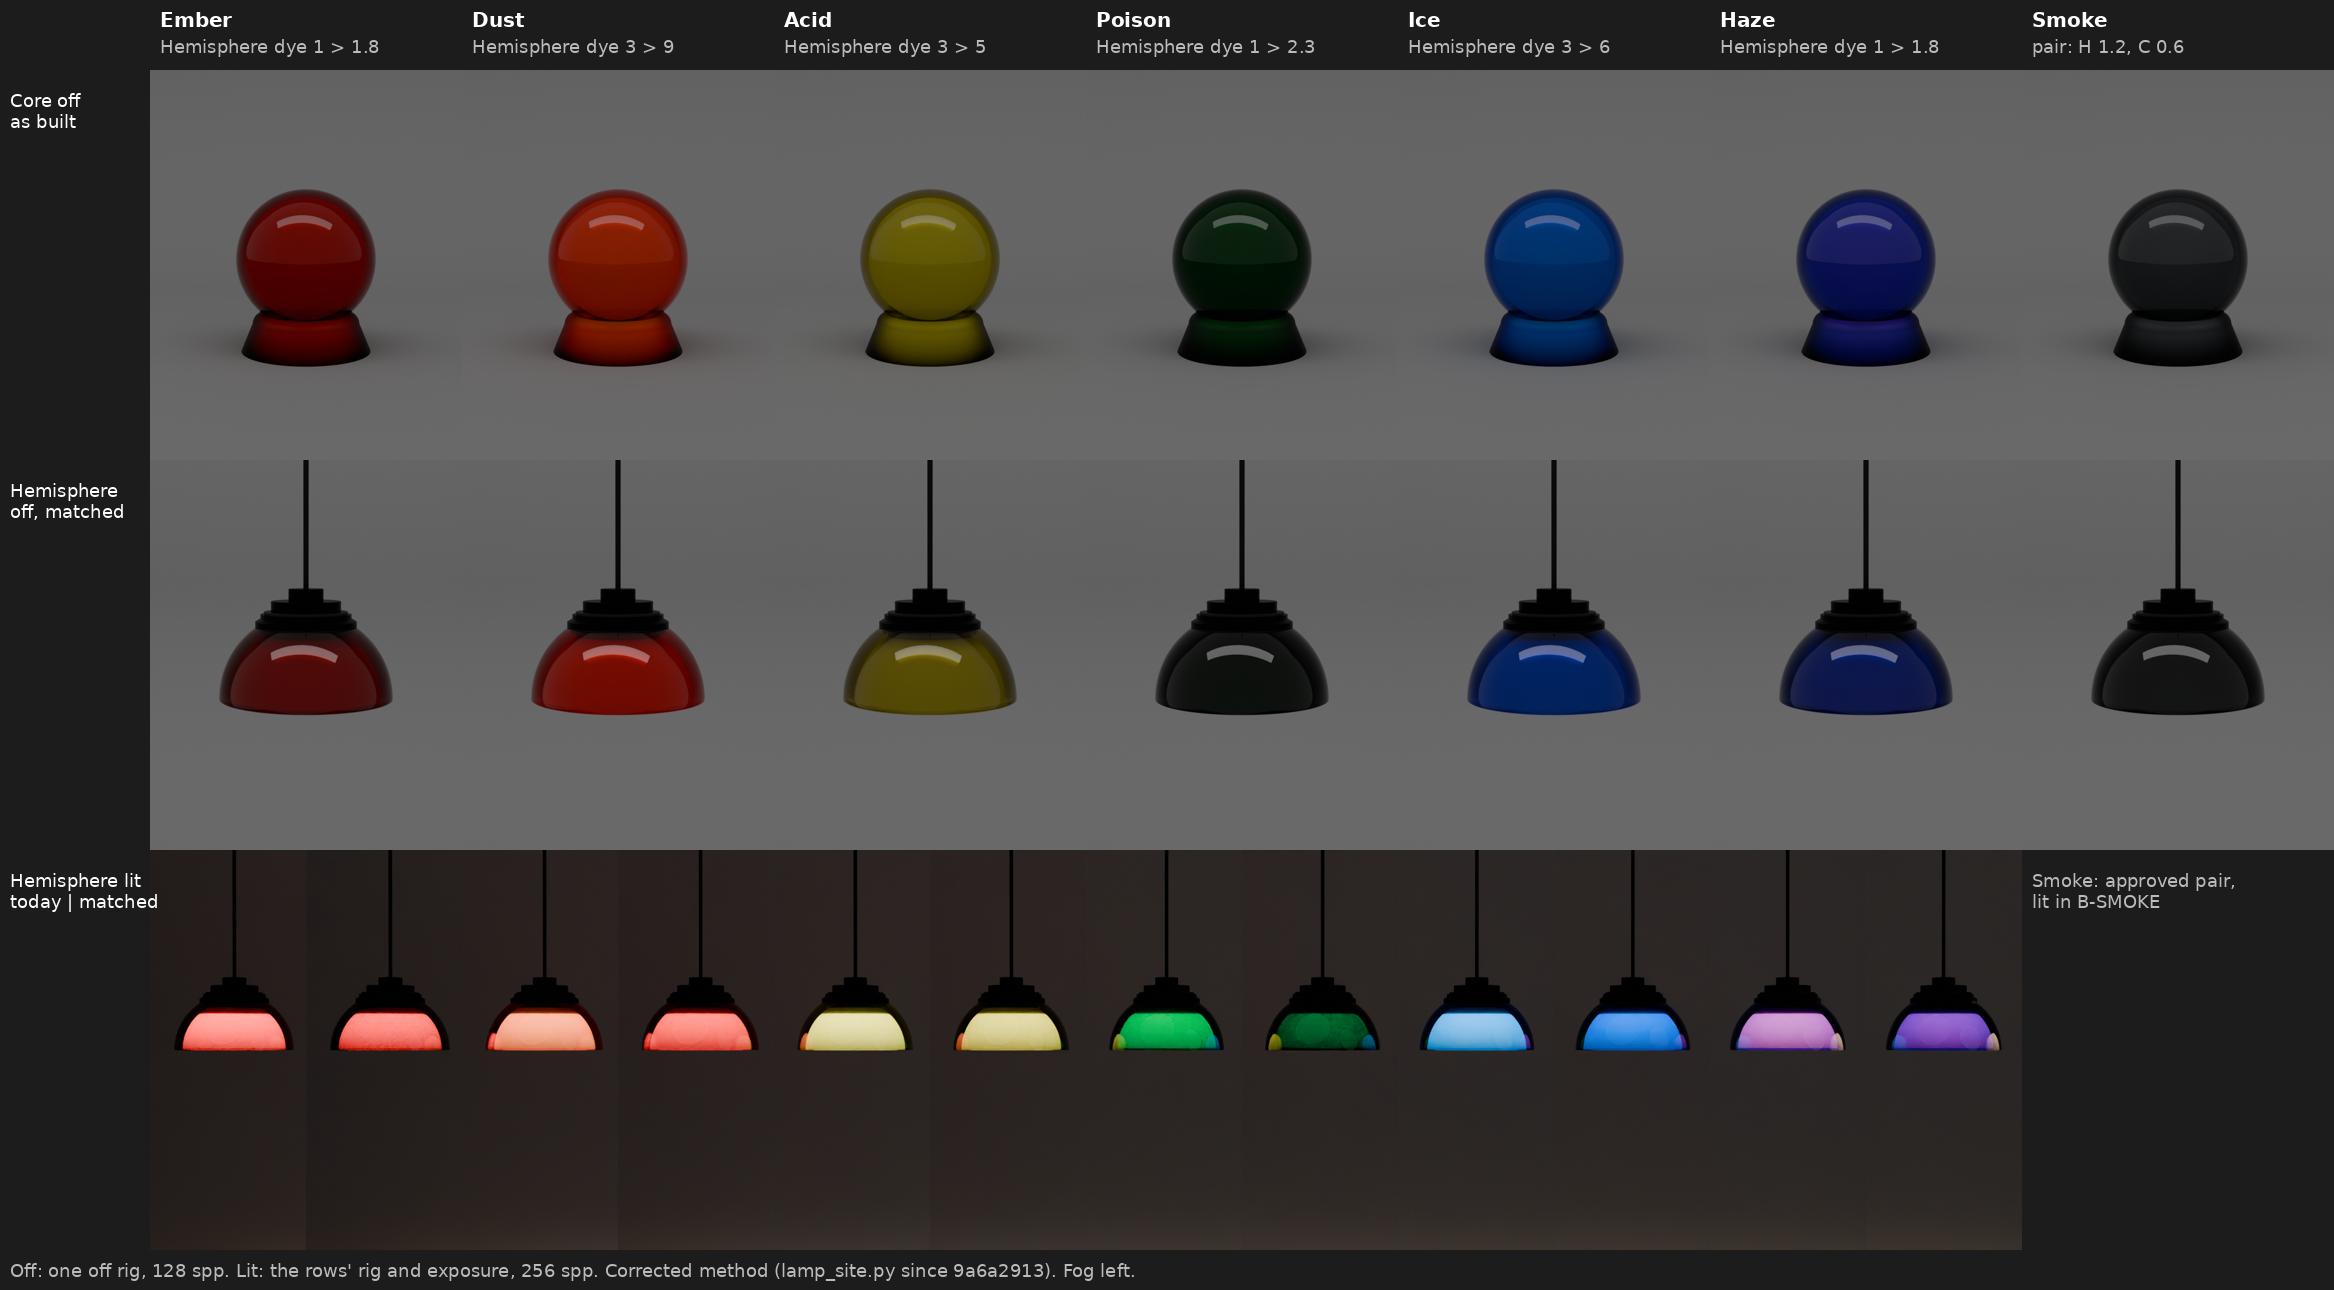 Ember
Hemisphere dye 1 > 1.8
Dust
Hemisphere dye 3 > 9
Acid
Hemisphere dye 3 > 5
Poison
Hemisphere dye 1 > 2.3
Ice
Hemisphere dye 3 > 6
Haze
Hemisphere dye 1 > 1.8
Smoke
pair: H 1.2, C 0.6
Core off
as built
Hemisphere
off, matched
Hemisphere lit
today | matched
Smoke: approved pair,
lit in B-SMOKE
Off: one off rig, 128 spp. Lit: the rows' rig and exposure, 256 spp. Corrected method (lamp_site.py since 9a6a2913). Fog left.